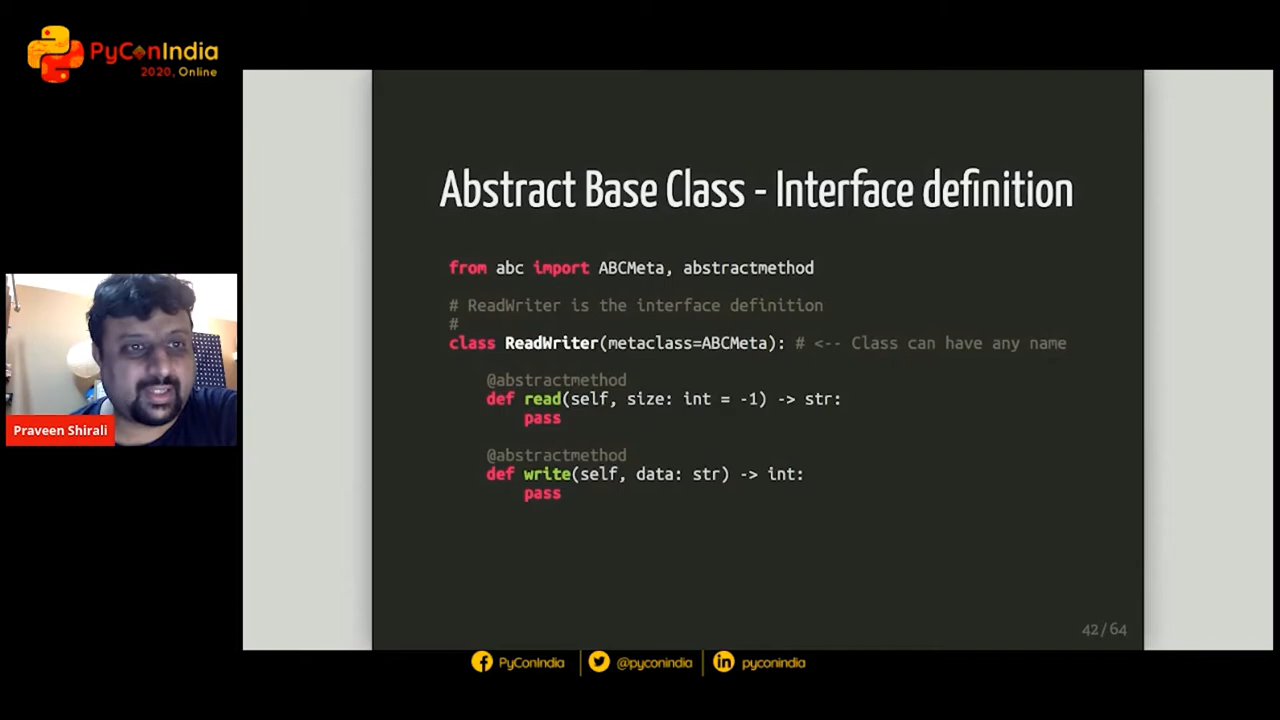 PyConIndia
2020, Online
Abstract Base Class - Interface definition
from abc import ABCMeta, abstractmethod
# ReadWriter is the interface definition
#
class ReadWriter(metaclass=ABCMeta): # <-- Class can have any name
@abstractmethod
def read(self, size: int = -1) -> str:
pass
@abstractmethod
def write(self, data: str) -> int:
pass
Praveen Shirali
42 / 64
PyConIndia
@pyconindia
pyconindia